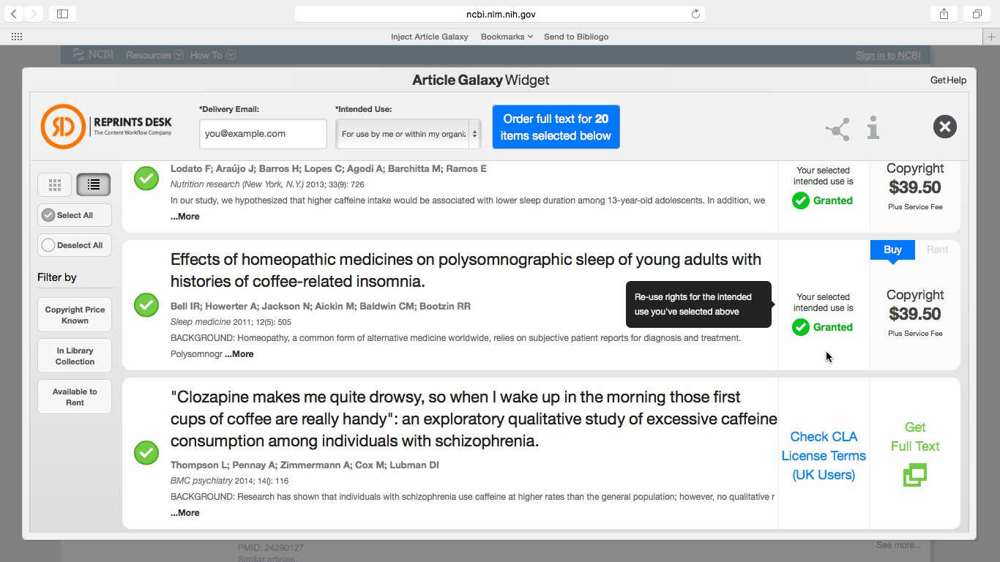 ncbi.nlm.nih.gov
Inject Article Galaxy Bookmarks Send to Bibliogo
NCBI Resources How To Sign in to NCBI
Article Galaxy Widget
Get Help
RD REPRINTS DESK
The Content Workflow Company
*Delivery Email:
you@example.com
*Intended Use:
For use by me or within my organiz
Order full text for 20
items selected below
Select All
Deselect All
Filter by
Copyright Price
Known
In Library
Collection
Available to
Rent
Lodato F; Araújo J; Barros H; Lopes C; Agodi A; Barchitta M; Ramos E
Nutrition research (New York, N.Y.) 2013; 33(9): 726
In our study, we hypothesized that higher caffeine intake would be associated with lower sleep duration among 13-year-old adolescents. In addition, we
...More
Your selected
intended use is
Granted
Copyright
$39.50
Plus Service Fee
Effects of homeopathic medicines on polysomnographic sleep of young adults with
histories of coffee-related insomnia.
Bell IR; Howerter A; Jackson N; Aickin M; Baldwin CM; Bootzin RR
Sleep medicine 2011; 12(5): 505
BACKGROUND: Homeopathy, a common form of alternative medicine worldwide, relies on subjective patient reports for diagnosis and treatment.
Polysomnogr ...More
Re-use rights for the intended
use you've selected above
Your selected
intended use is
Granted
Buy Rent
Copyright
$39.50
Plus Service Fee
"Clozapine makes me quite drowsy, so when I wake up in the morning those first
cups of coffee are really handy": an exploratory qualitative study of excessive caffeine
consumption among individuals with schizophrenia.
Thompson L; Pennay A; Zimmermann A; Cox M; Lubman DI
BMC psychiatry 2014; 14(): 116
BACKGROUND: Research has shown that individuals with schizophrenia use caffeine at higher rates than the general population; however, no qualitative r
...More
Check CLA
License Terms
(UK Users)
Get
Full Text
PMID: 24290127
Similar articles
See more...